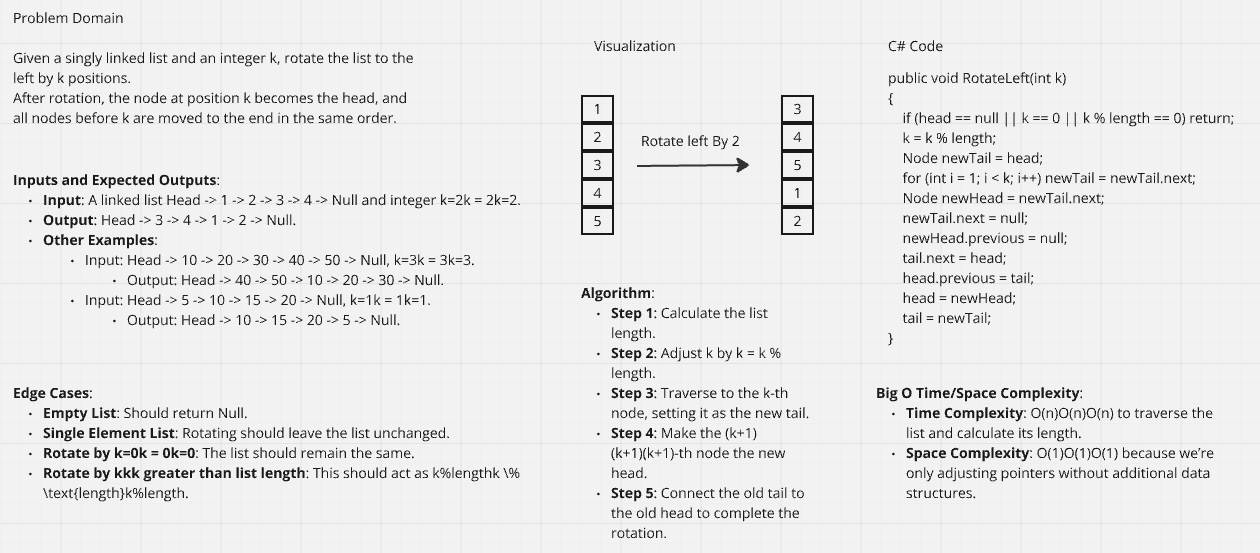 Problem Domain
Given a singly linked list and an integer k, rotate the list to the
left by k positions.
After rotation, the node at position k becomes the head, and
all nodes before k are moved to the end in the same order.
Inputs and Expected Outputs:
• Input: A linked list Head -> 1 -> 2 -> 3 -> 4 -> Null and integer k=2k = 2k=2.
• Output: Head -> 3 -> 4 -> 1 -> 2 -> Null.
• Other Examples:
• Input: Head -> 10 -> 20 -> 30 -> 40 -> 50 -> Null, k=3k = 3k=3.
• Output: Head -> 40 -> 50 -> 10 -> 20 -> 30 -> Null.
• Input: Head -> 5 -> 10 -> 15 -> 20 -> Null, k=1k = 1k=1.
• Output: Head -> 10 -> 15 -> 20 -> 5 -> Null.
Edge Cases:
• Empty List: Should return Null.
• Single Element List: Rotating should leave the list unchanged.
• Rotate by k=0k = 0k=0: The list should remain the same.
• Rotate by kkk greater than list length: This should act as k%lengthk \%
\text{length}k%length.
Visualization
1
2
3
4
5
Rotate left By 2
3
4
5
1
2
Algorithm:
• Step 1: Calculate the list
length.
• Step 2: Adjust k by k = k %
length.
• Step 3: Traverse to the k-th
node, setting it as the new tail.
• Step 4: Make the (k+1)
(k+1)(k+1)-th node the new
head.
• Step 5: Connect the old tail to
the old head to complete the
rotation.
C# Code
public void RotateLeft(int k)
{
if (head == null || k == 0 || k % length == 0) return;
k = k % length;
Node newTail = head;
for (int i = 1; i < k; i++) newTail = newTail.next;
Node newHead = newTail.next;
newTail.next = null;
newHead.previous = null;
tail.next = head;
head.previous = tail;
head = newHead;
tail = newTail;
}
Big O Time/Space Complexity:
• Time Complexity: O(n)O(n)O(n) to traverse the
list and calculate its length.
• Space Complexity: O(1)O(1)O(1) because we're
only adjusting pointers without additional data
structures.